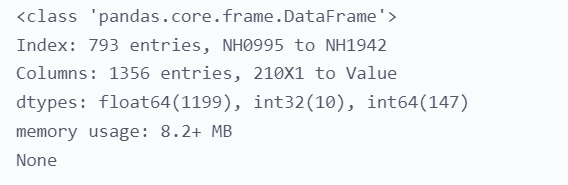 <class 'pandas.core.frame.DataFrame'>
Index: 793 entries, NH0995 to NH1942
Columns: 1356 entries, 210X1 to Value
dtypes: float64(1199), int32(10), int64(147)
memory usage: 8.2+ MB
None